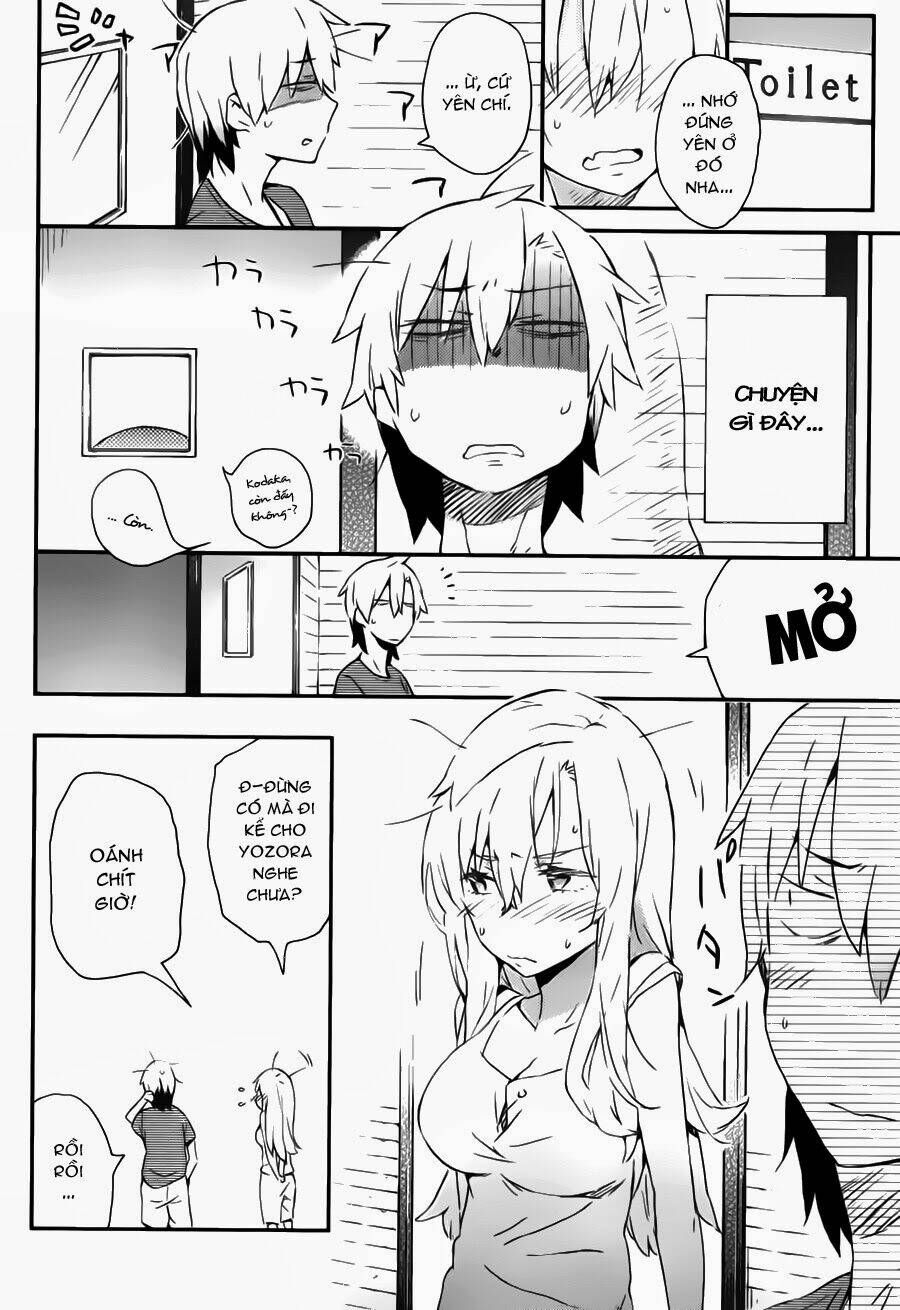 Toilet
... NHỚ
ĐÚNG
YÊN Ở
ĐÓ
NHA...
... Ừ, CỨ
YÊN CHÍ.
CHUYỆN
GÌ ĐÂY...
カラ
カラ
カラ
カラ
Kodaka,
còn đấy
không-?
... Còn.
MỞ
Đ-ĐỪNG
CÓ MÀ ĐI
KỂ CHO
YOZORA
NGHE
CHƯA?
OÁNH
CHÍT
GIỜ!
RỒI
RỒI
...